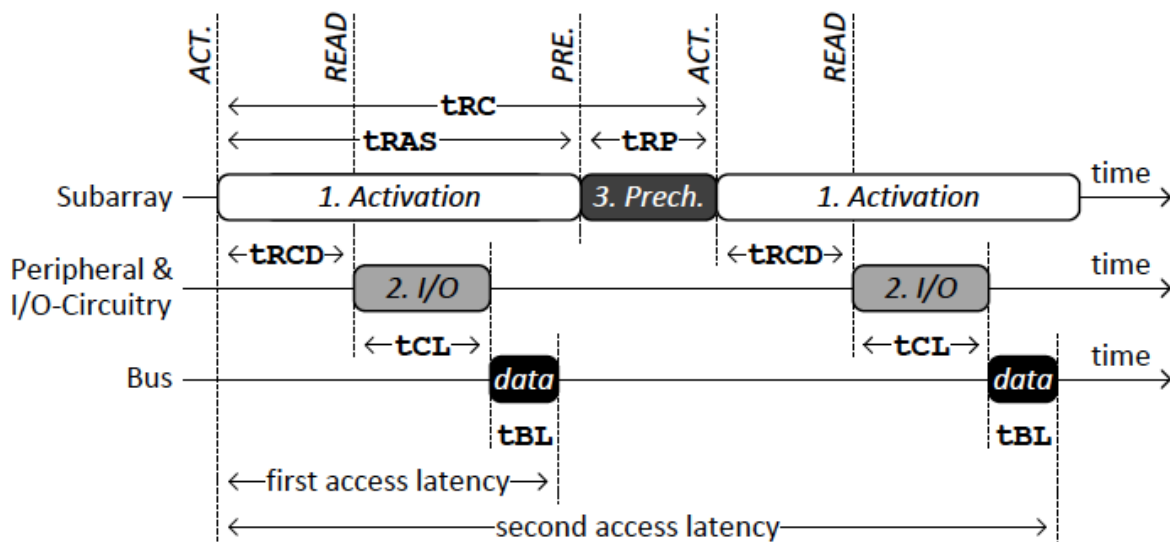 ACT.
READ
PRE.
ACT.
READ
tRC
tRAS
tRP
Subarray
1. Activation
3. Prech.
1. Activation
time
Peripheral &
I/O-Circuitry
tRCD
2. I/O
tRCD
2. I/O
time
tCL
tCL
Bus
data
data
time
tBL
tBL
first access latency
second access latency